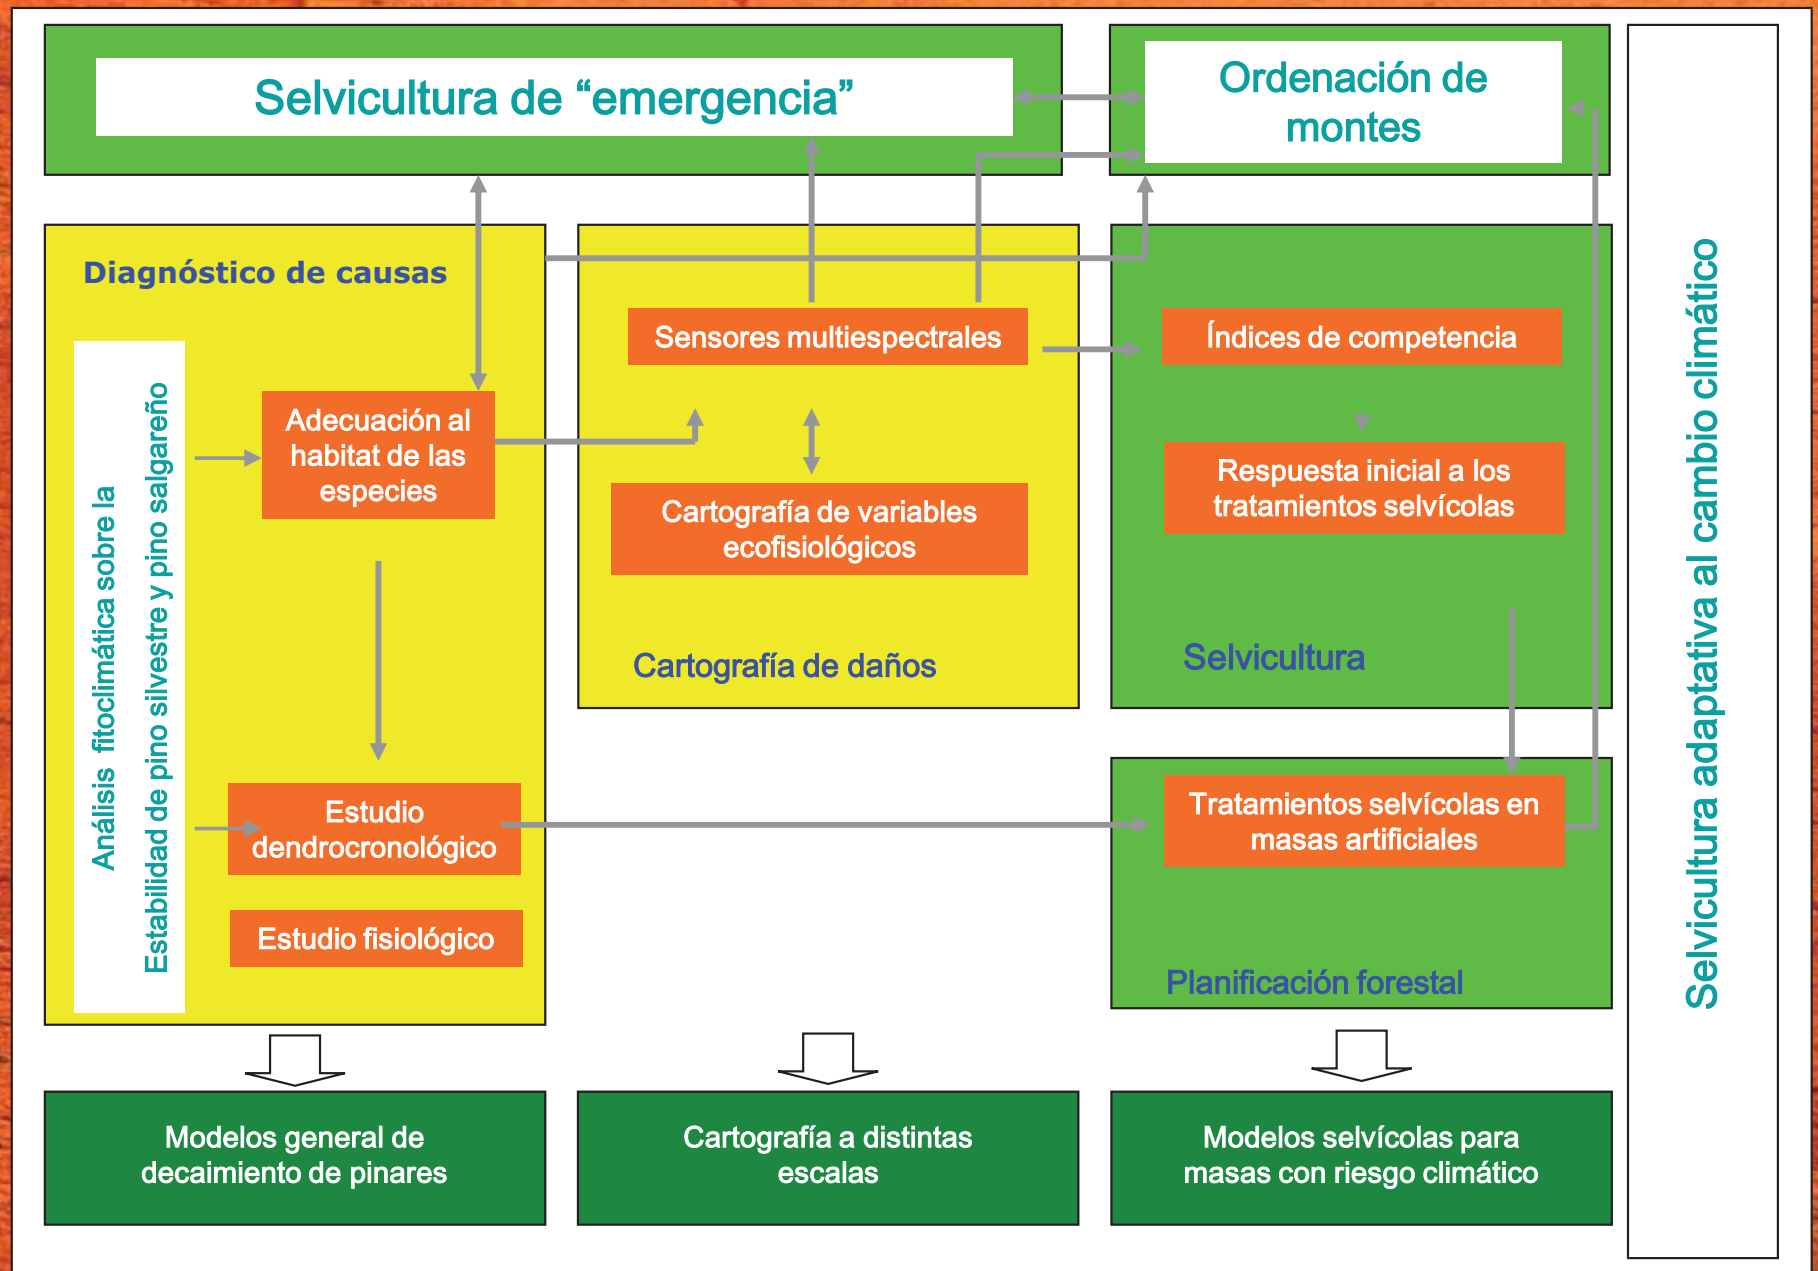 Selvicultura de “emergencia”
Ordenación de
montes
Diagnóstico de causas
Análisis fitoclimática sobre la
Estabilidad de pino silvestre y pino salgareño
Adecuación al
habitat de las
especies
Estudio
dendrocronológico
Estudio fisiológico
Sensores multiespectrales
Cartografía de variables
ecofisiológicos
Cartografía de daños
Índices de competencia
Respuesta inicial a los
tratamientos selvícolas
Selvicultura
Tratamientos selvícolas en
masas artificiales
Planificación forestal
Modelos general de
decaimiento de pinares
Cartografía a distintas
escalas
Modelos selvícolas para
masas con riesgo climático
Selvicultura adaptativa al cambio climático